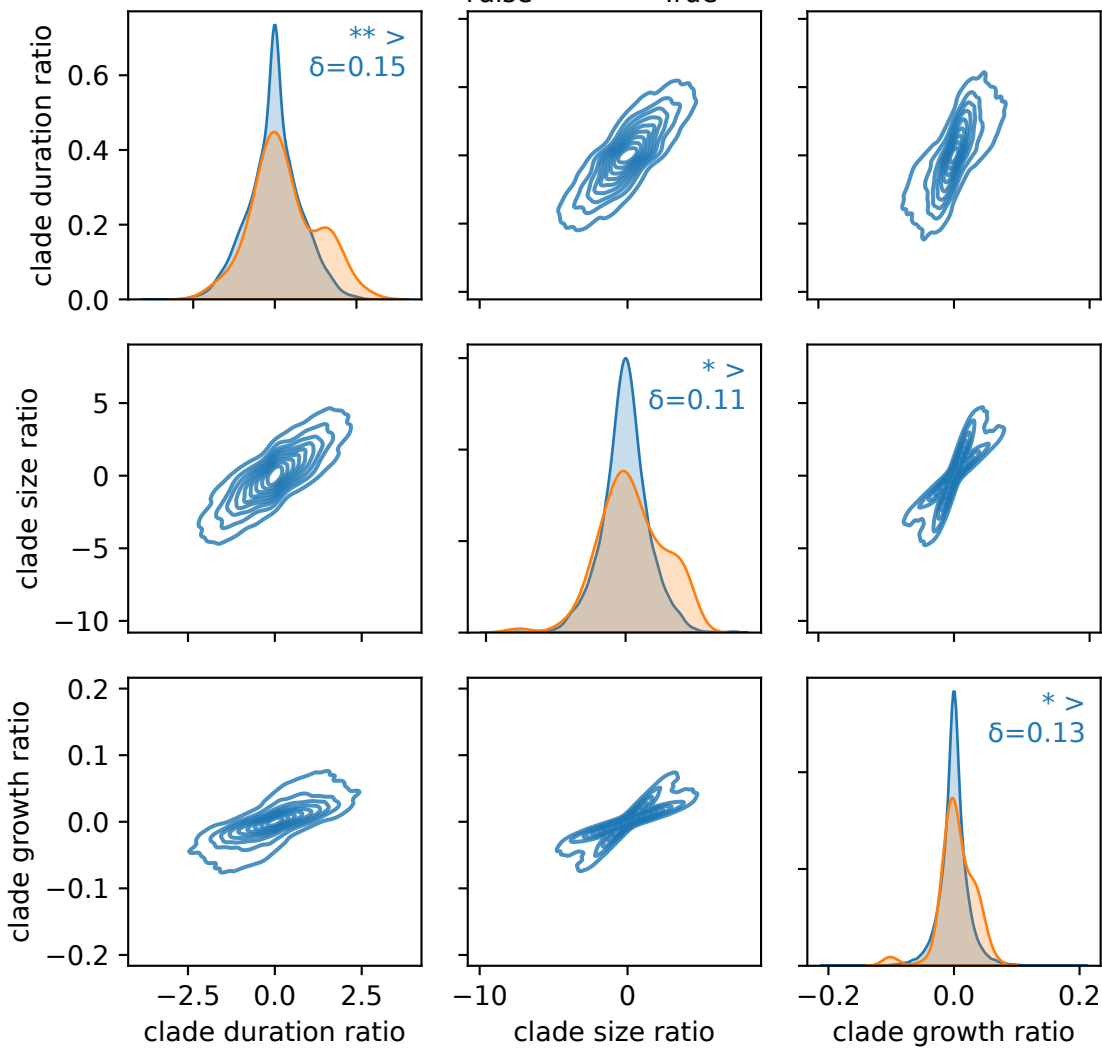 clade duration ratio
0.6
0.4
0.2
0.0
** >
δ=0.15
clade size ratio
5
0
−5
−10
* >
δ=0.11
clade growth ratio
0.2
0.1
0.0
−0.1
−0.2
* >
δ=0.13
−2.5 0.0 2.5
−10 0
−0.2 0.0 0.2
clade duration ratio
clade size ratio
clade growth ratio